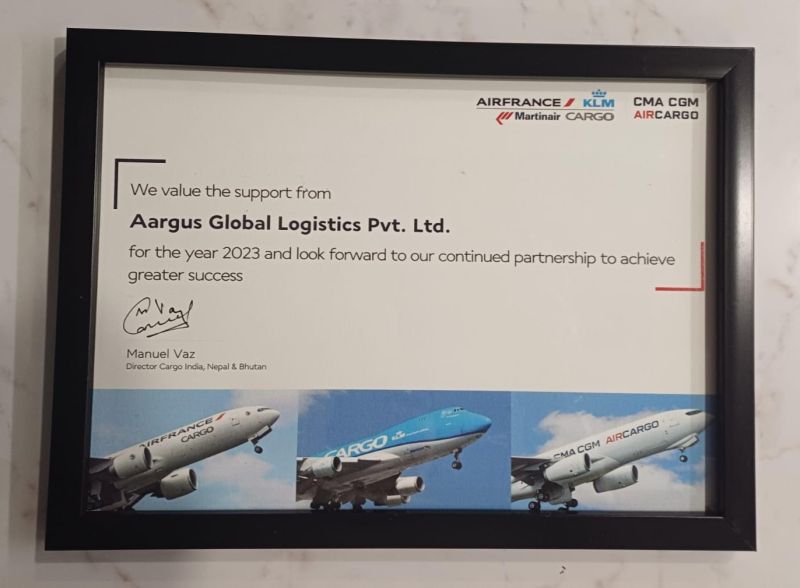 AIRFRANCE KLM
Martinair CARGO
CMA CGM
AIRCARGO
We value the support from
Aargus Global Logistics Pvt. Ltd.
for the year 2023 and look forward to our continued partnership to achieve
greater success
Manuel Vaz
Director Cargo India, Nepal & Bhutan
AIRFRANCE
CARGO
CARGO KLM
CMA CGM AIRCARGO